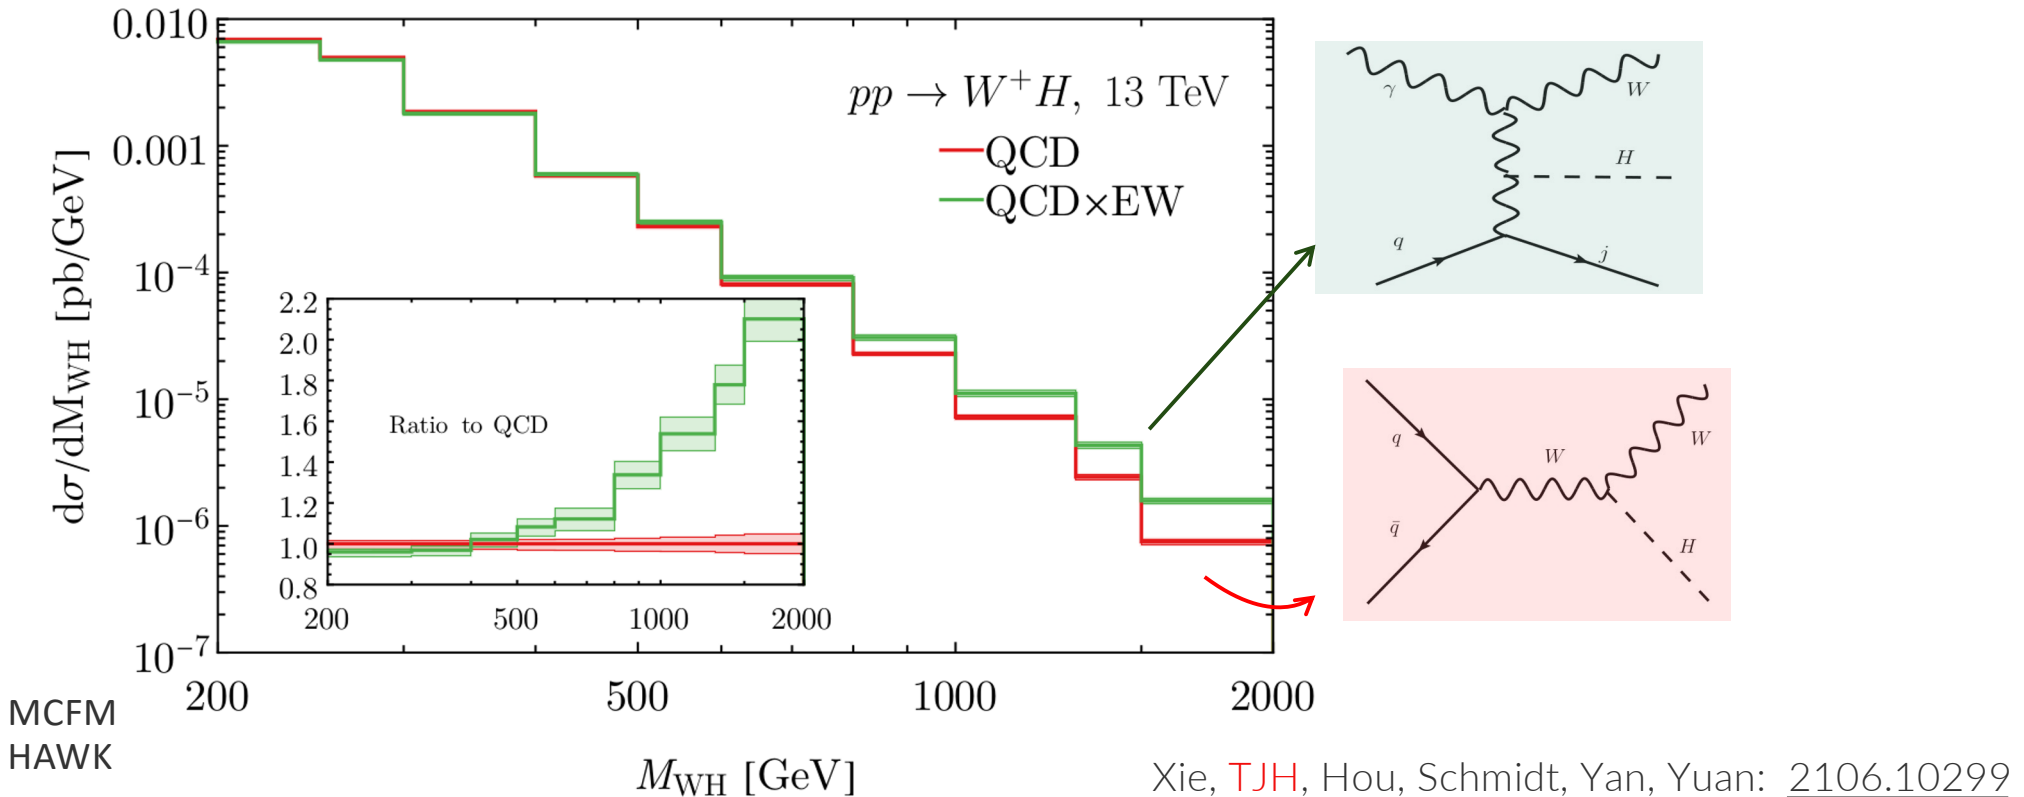 0.010
0.001
10⁻⁴
10⁻⁵
10⁻⁶
10⁻⁷
dσ/dM_WH [pb/GeV]
pp → W⁺H, 13 TeV
QCD
QCD×EW
2.2
2.0
1.8
1.6
1.4
1.2
1.0
0.8
Ratio to QCD
200 500 1000 2000
200 500 1000 2000
M_WH [GeV]
γ
W
H
q
j
q
W
W
q̄
H
MCFM
HAWK
Xie, TJH, Hou, Schmidt, Yan, Yuan: 2106.10299